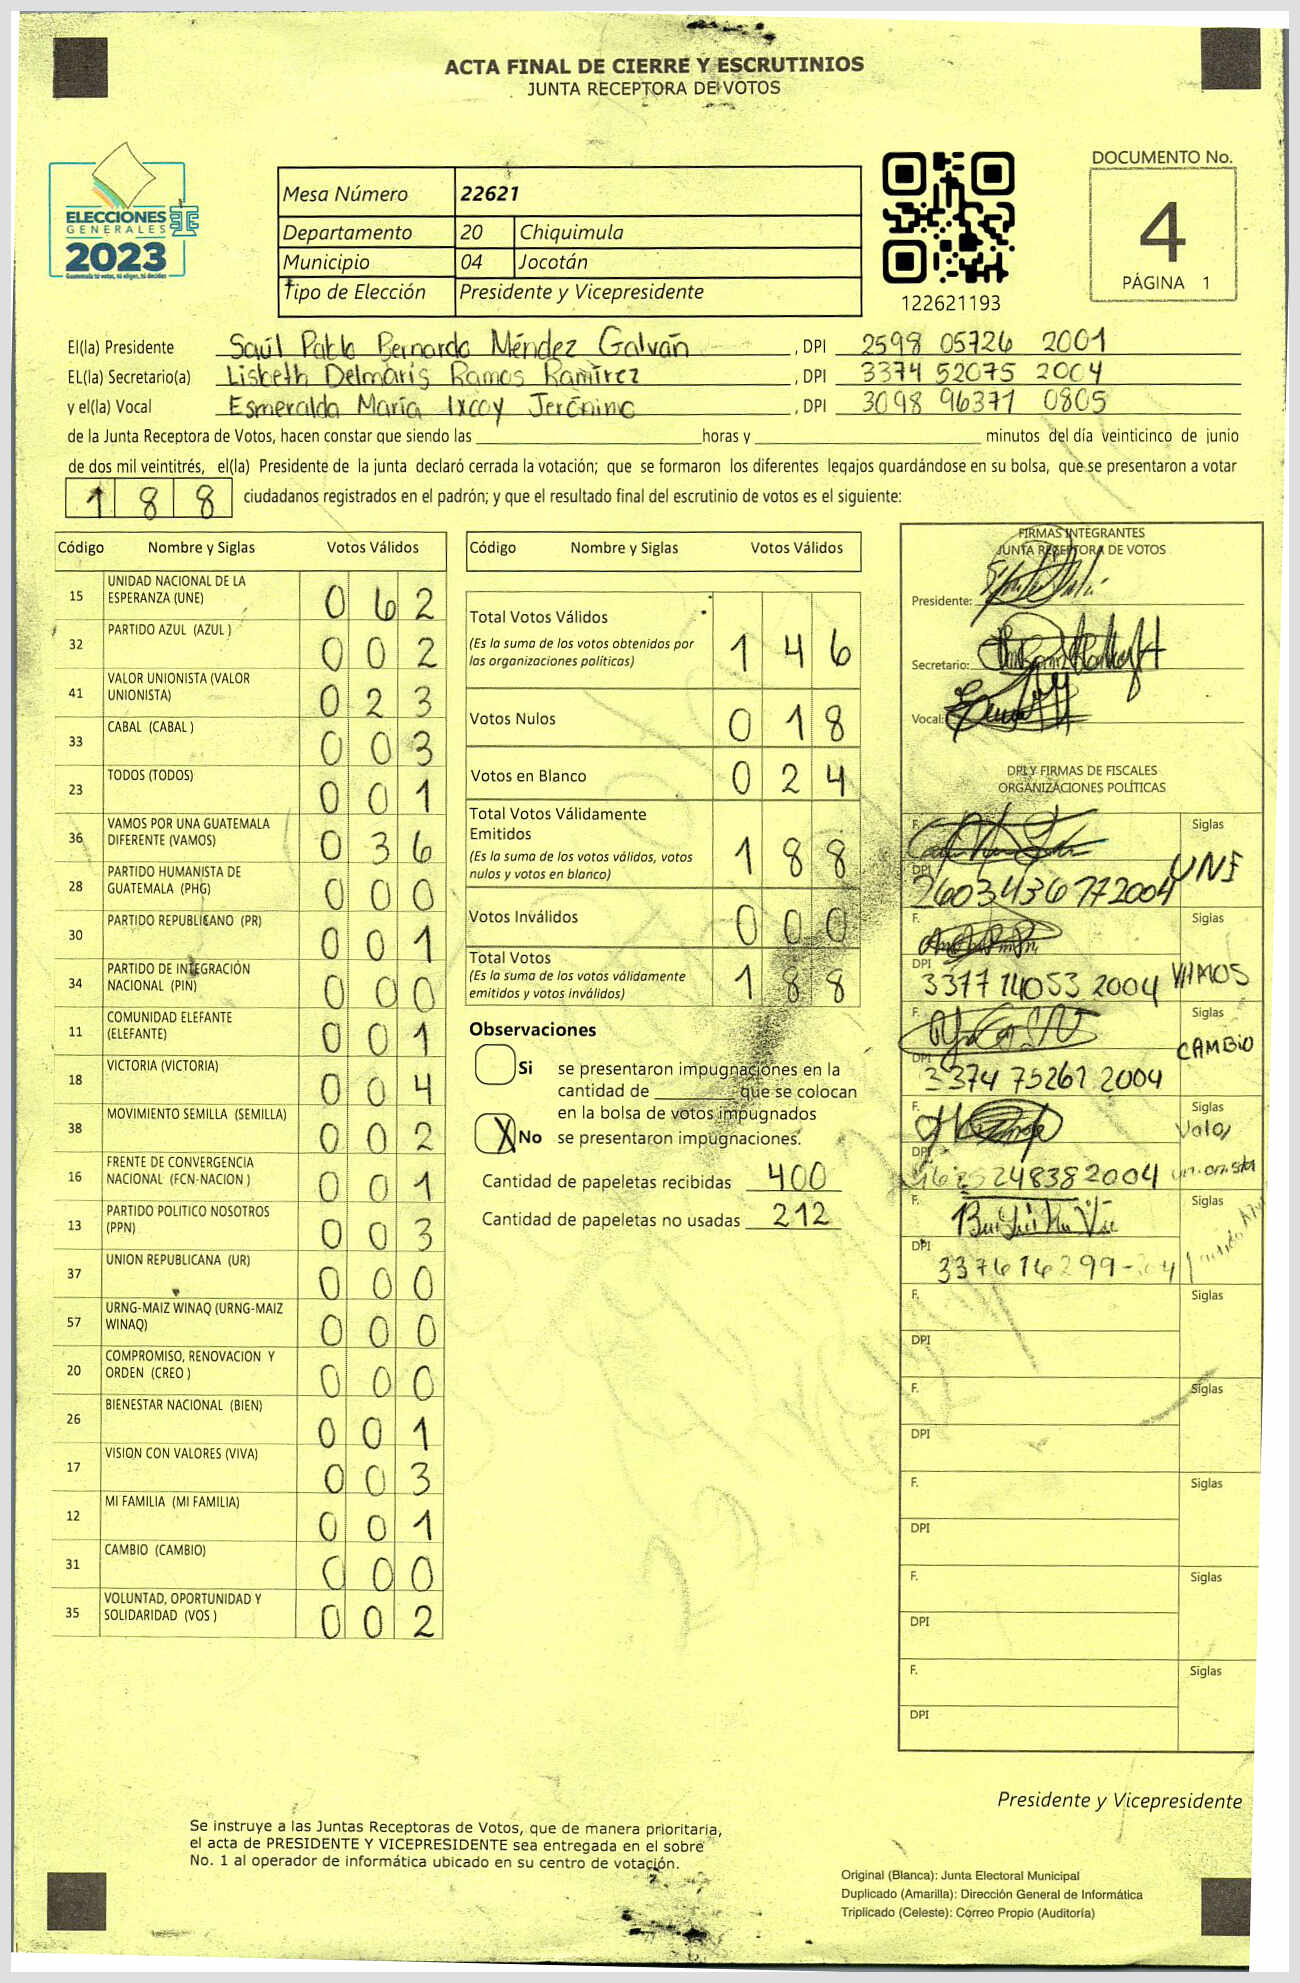 ACTA FINAL DE CIERRE Y ESCRUTINIOS
JUNTA RECEPTORA DE VOTOS
ELECCIONES
GENERALES
2023
Guatemala tú votas, tú eliges, tú decides
Mesa Número 22621
Departamento 20 Chiquimula
Municipio 04 Jocotán
Tipo de Elección Presidente y Vicepresidente
122621193
DOCUMENTO No.
4
PÁGINA 1
El(la) Presidente Saúl Pablo Bernardo Méndez Galván , DPI 2598 05726 2001
EL(la) Secretario(a) Lisbeth Delmaris Ramos Ramírez , DPI 3374 52075 2004
y el(la) Vocal Esmeralda María Ixcoy Jerónimo , DPI 3098 96371 0805
de la Junta Receptora de Votos, hacen constar que siendo las horas y minutos del día veinticinco de junio
de dos mil veintitrés, el(la) Presidente de la junta declaró cerrada la votación; que se formaron los diferentes legajos guardándose en su bolsa, que se presentaron a votar
188 ciudadanos registrados en el padrón; y que el resultado final del escrutinio de votos es el siguiente:
Código Nombre y Siglas Votos Válidos
15 UNIDAD NACIONAL DE LA ESPERANZA (UNE) 062
32 PARTIDO AZUL (AZUL ) 002
41 VALOR UNIONISTA (VALOR UNIONISTA) 023
33 CABAL (CABAL ) 003
23 TODOS (TODOS) 001
36 VAMOS POR UNA GUATEMALA DIFERENTE (VAMOS) 036
28 PARTIDO HUMANISTA DE GUATEMALA (PHG) 000
30 PARTIDO REPUBLICANO (PR) 001
34 PARTIDO DE INTEGRACIÓN NACIONAL (PIN) 000
11 COMUNIDAD ELEFANTE (ELEFANTE) 001
18 VICTORIA (VICTORIA) 004
38 MOVIMIENTO SEMILLA (SEMILLA) 002
16 FRENTE DE CONVERGENCIA NACIONAL (FCN-NACION ) 001
13 PARTIDO POLITICO NOSOTROS (PPN) 003
37 UNION REPUBLICANA (UR) 000
57 URNG-MAIZ WINAQ (URNG-MAIZ WINAQ) 000
20 COMPROMISO, RENOVACION Y ORDEN (CREO ) 000
26 BIENESTAR NACIONAL (BIEN) 001
17 VISION CON VALORES (VIVA) 003
12 MI FAMILIA (MI FAMILIA) 001
31 CAMBIO (CAMBIO) 000
35 VOLUNTAD, OPORTUNIDAD Y SOLIDARIDAD (VOS ) 002
Código Nombre y Siglas Votos Válidos
Total Votos Válidos 146
(Es la suma de los votos obtenidos por
las organizaciones políticas)
Votos Nulos 018
Votos en Blanco 024
Total Votos Válidamente
Emitidos 188
(Es la suma de los votos válidos, votos
nulos y votos en blanco)
Votos Inválidos 000
Total Votos 188
(Es la suma de los votos válidamente
emitidos y votos inválidos)
Observaciones
Si se presentaron impugnaciones en la
cantidad de que se colocan
en la bolsa de votos impugnados
X No se presentaron impugnaciones.
Cantidad de papeletas recibidas 400
Cantidad de papeletas no usadas 212
FIRMAS INTEGRANTES
JUNTA RECEPTORA DE VOTOS
Presidente:
Secretario:
Vocal:
DPI Y FIRMAS DE FISCALES
ORGANIZACIONES POLÍTICAS
F. Siglas
DPI 2603436772004 UNE
F. Siglas
DPI 3377 14053 2004 VAMOS
F. Siglas
DPI 3374 75261 2004 CAMBIO
F. Siglas
DPI 2004 Valor unionista
F. Siglas
DPI
F. Siglas
DPI
F. Siglas
DPI
F. Siglas
DPI
F. Siglas
DPI
F. Siglas
DPI
Presidente y Vicepresidente
Se instruye a las Juntas Receptoras de Votos, que de manera prioritaria,
el acta de PRESIDENTE Y VICEPRESIDENTE sea entregada en el sobre
No. 1 al operador de informática ubicado en su centro de votación.
Original (Blanca): Junta Electoral Municipal
Duplicado (Amarilla): Dirección General de Informática
Triplicado (Celeste): Correo Propio (Auditoría)